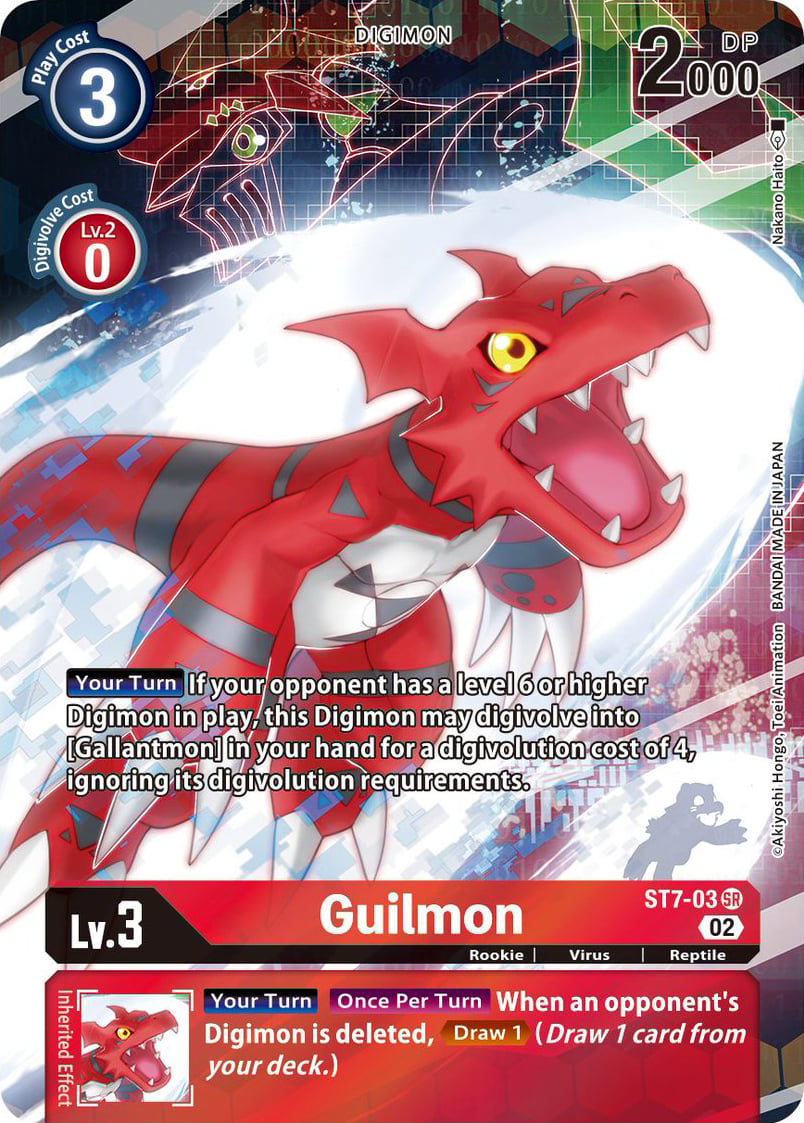 Play Cost
3
DIGIMON
2000
DP
Digivolve Cost
Lv.2
0
Nakano Haito
BANDAI MADE IN JAPAN
©Akiyoshi Hongo, Toei Animation
Your Turn If your opponent has a level 6 or higher
Digimon in play, this Digimon may digivolve into
[Gallantmon] in your hand for a digivolution cost of 4,
ignoring its digivolution requirements.
Lv.3
Guilmon
ST7-03 SR
02
Rookie | Virus | Reptile
Inherited Effect
Your Turn Once Per Turn When an opponent's
Digimon is deleted, Draw 1 (Draw 1 card from
your deck.)